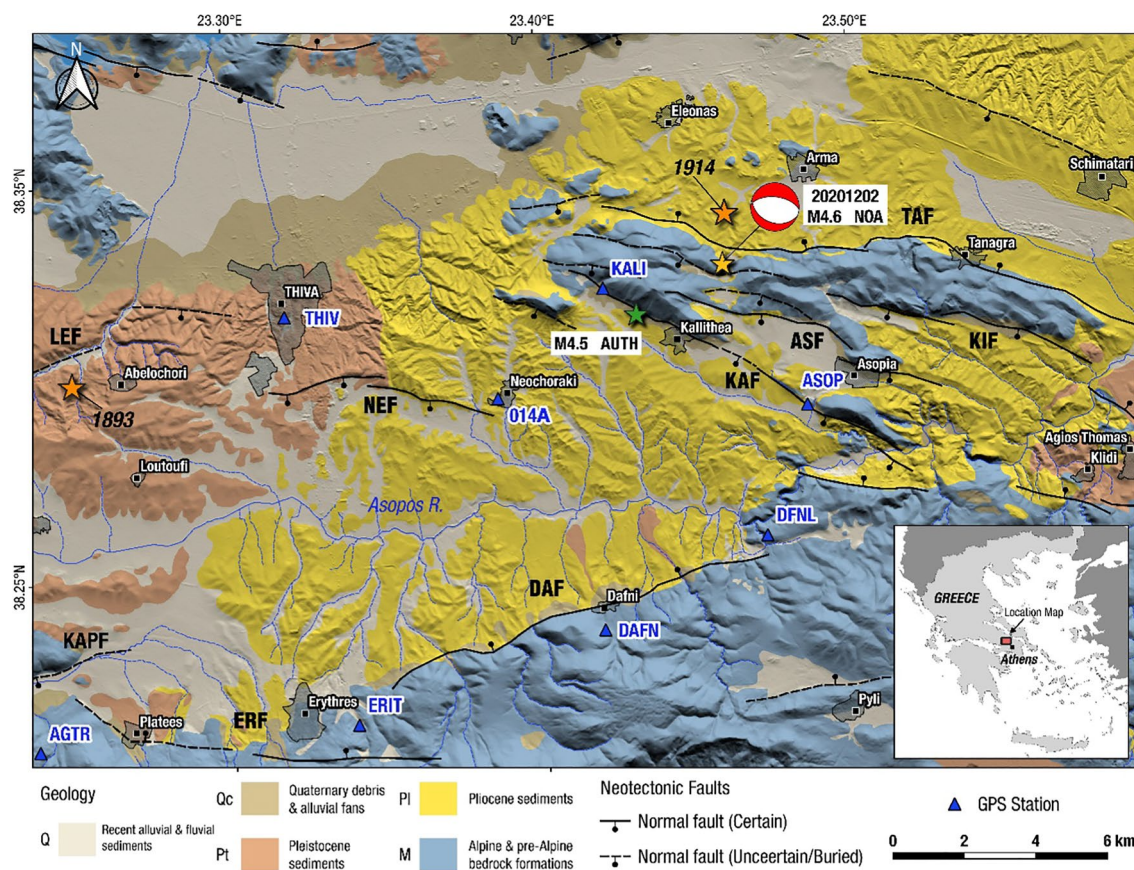 23.30°E
23.40°E
23.50°E
N
Eleonas
Arma
Schimatari
1914
20201202
M4.6 NOA
38.35°N
TAF
Tanagra
THIVA
THIV
KALI
LEF
M4.5 AUTH
Kallithea
ASF
KIF
Abelochori
Asopia
KAF
ASOP
Neochoraki
NEF
014A
1893
Agios Thomas
Klidi
Loutoufi
Asopos R.
DFNL
38.25°N
DAF
Dafni
DAFN
GREECE
Location Map
Athens
KAPF
Erythres
ERIT
ERF
Platees
Pyli
AGTR
Geology
Q
Recent alluvial & fluvial
sediments
Qc
Quaternary debris
& alluvial fans
Pt
Pleistocene
sediments
Pl
Pliocene sediments
M
Alpine & pre-Alpine
bedrock formations
Neotectonic Faults
Normal fault (Certain)
Normal fault (Unceertain/Buried)
GPS Station
0 2 4 6 km